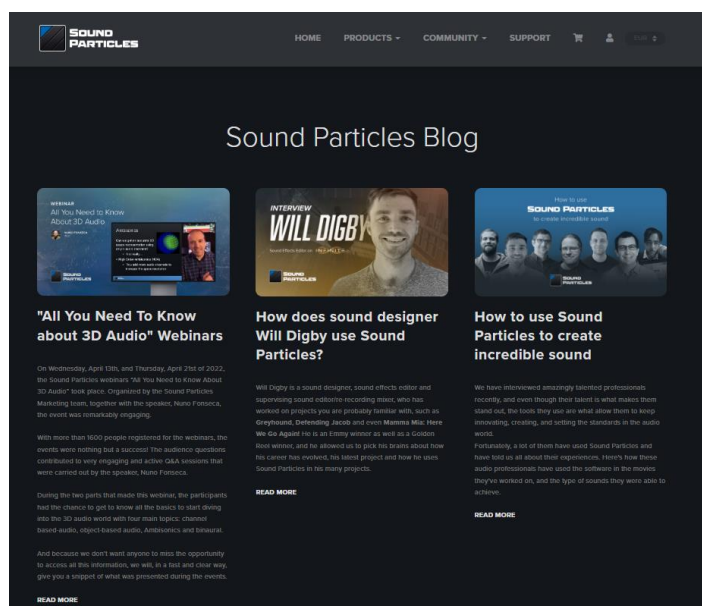 SOUND
PARTICLES
HOME
PRODUCTS
COMMUNITY
SUPPORT
EUR
Sound Particles Blog
WEBINAR
All You Need to Know
About 3D Audio
Ambisonics
SOUND
PARTICLES
INTERVIEW
WILL DIGBY
SOUND
PARTICLES
How to use
SOUND PARTICLES
to create incredible sound
SOUND
PARTICLES
"All You Need To Know
about 3D Audio" Webinars
On Wednesday, April 13th, and Thursday, April 21st of 2022,
the Sound Particles webinars "All You Need to Know About
3D Audio" took place. Organized by the Sound Particles
Marketing team, together with the speaker, Nuno Fonseca,
the event was remarkably engaging.
With more than 1600 people registered for the webinars, the
events were nothing but a success! The audience questions
contributed to very engaging and active Q&A sessions that
were carried out by the speaker, Nuno Fonseca.
During the two parts that made this webinar, the participants
had the chance to get to know all the basics to start diving
into the 3D audio world with four main topics: channel
based-audio, object-based audio, Ambisonics and binaural.
And because we don't want anyone to miss the opportunity
to access all this information, we will, in a fast and clear way,
give you a snippet of what was presented during the events.
READ MORE
How does sound designer
Will Digby use Sound
Particles?
Will Digby is a sound designer, sound effects editor and
supervising sound editor/re-recording mixer, who has
worked on projects you are probably familiar with, such as
Greyhound, Defending Jacob and even Mamma Mia: Here
We Go Again! He is an Emmy winner as well as a Golden
Reel winner, and he allowed us to pick his brains about how
his career has evolved, his latest project and how he uses
Sound Particles in his many projects.
READ MORE
How to use Sound
Particles to create
incredible sound
We have interviewed amazingly talented professionals
recently, and even though their talent is what makes them
stand out, the tools they use are what allow them to keep
innovating, creating, and setting the standards in the audio
world.
Fortunately, a lot of them have used Sound Particles and
have told us all about their experiences. Here's how these
audio professionals have used the software in the movies
they've worked on, and the type of sounds they were able to
achieve.
READ MORE